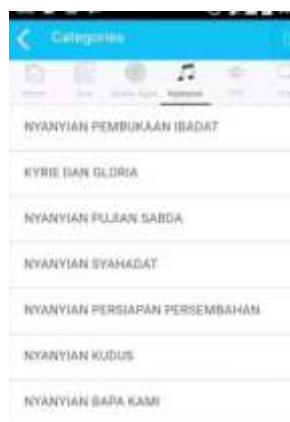 Categories
NYANYIAN PEMBUKAAN IBADAT
KYRIE DAN GLORIA
NYANYIAN PUJIAN SABDA
NYANYIAN SYAHADAT
NYANYIAN PERSIAPAN PERSEMBAHAN
NYANYIAN KUDUS
NYANYIAN BAPA KAMI